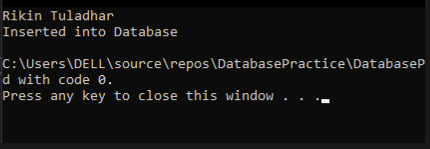 Rikin Tuladhar
Inserted into Database
C:\Users\DELL\source\repos\DatabasePractice\DatabaseP
d with code 0.
Press any key to close this window . . .